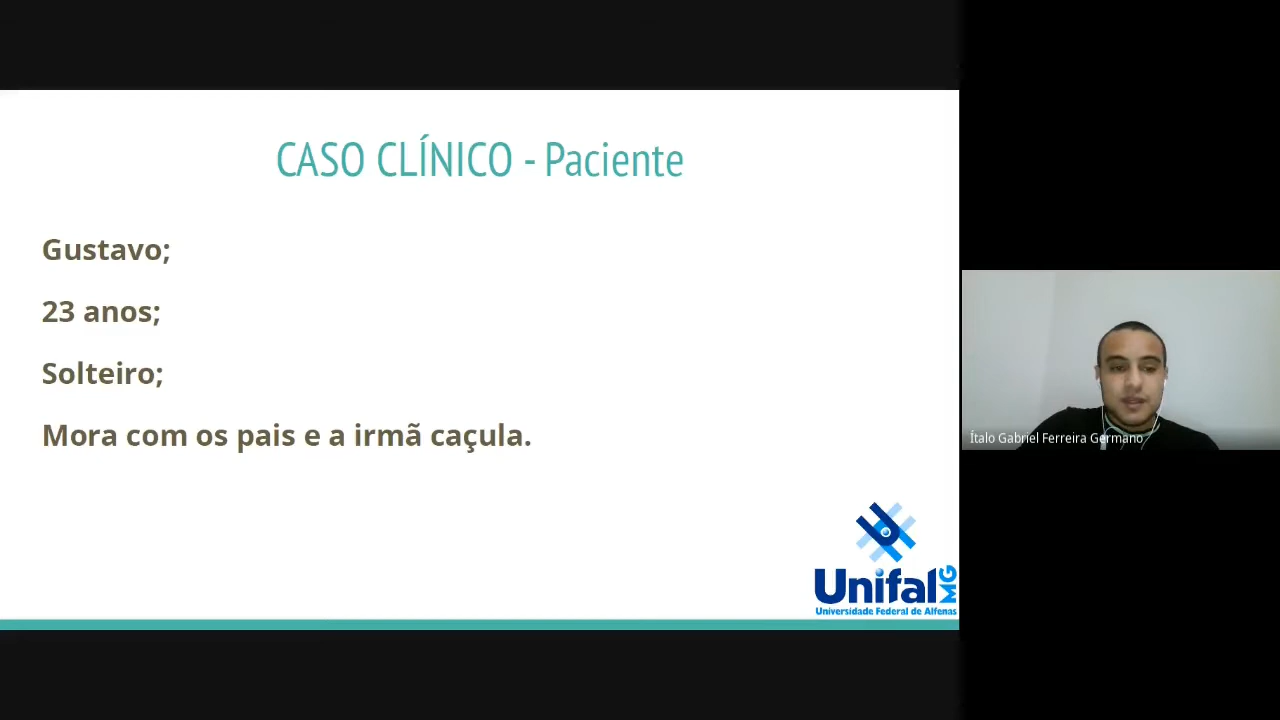 CASO CLÍNICO - Paciente
Gustavo;
23 anos;
Solteiro;
Mora com os pais e a irmã caçula.
Unifal MG
Universidade Federal de Alfenas
Ítalo Gabriel Ferreira Germano